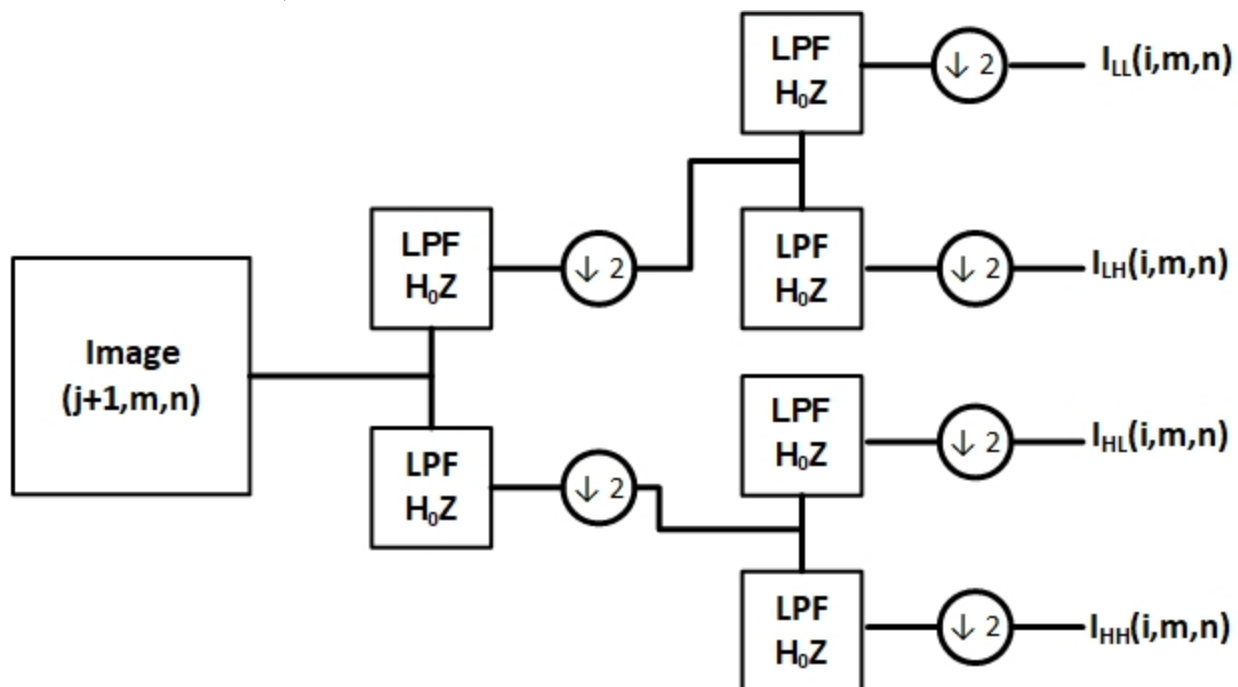 LPF
H₀Z
↓ 2
I_LL(i,m,n)
LPF
H₀Z
↓ 2
LPF
H₀Z
↓ 2
I_LH(i,m,n)
Image
(j+1,m,n)
LPF
H₀Z
↓ 2
I_HL(i,m,n)
LPF
H₀Z
↓ 2
LPF
H₀Z
↓ 2
I_HH(i,m,n)